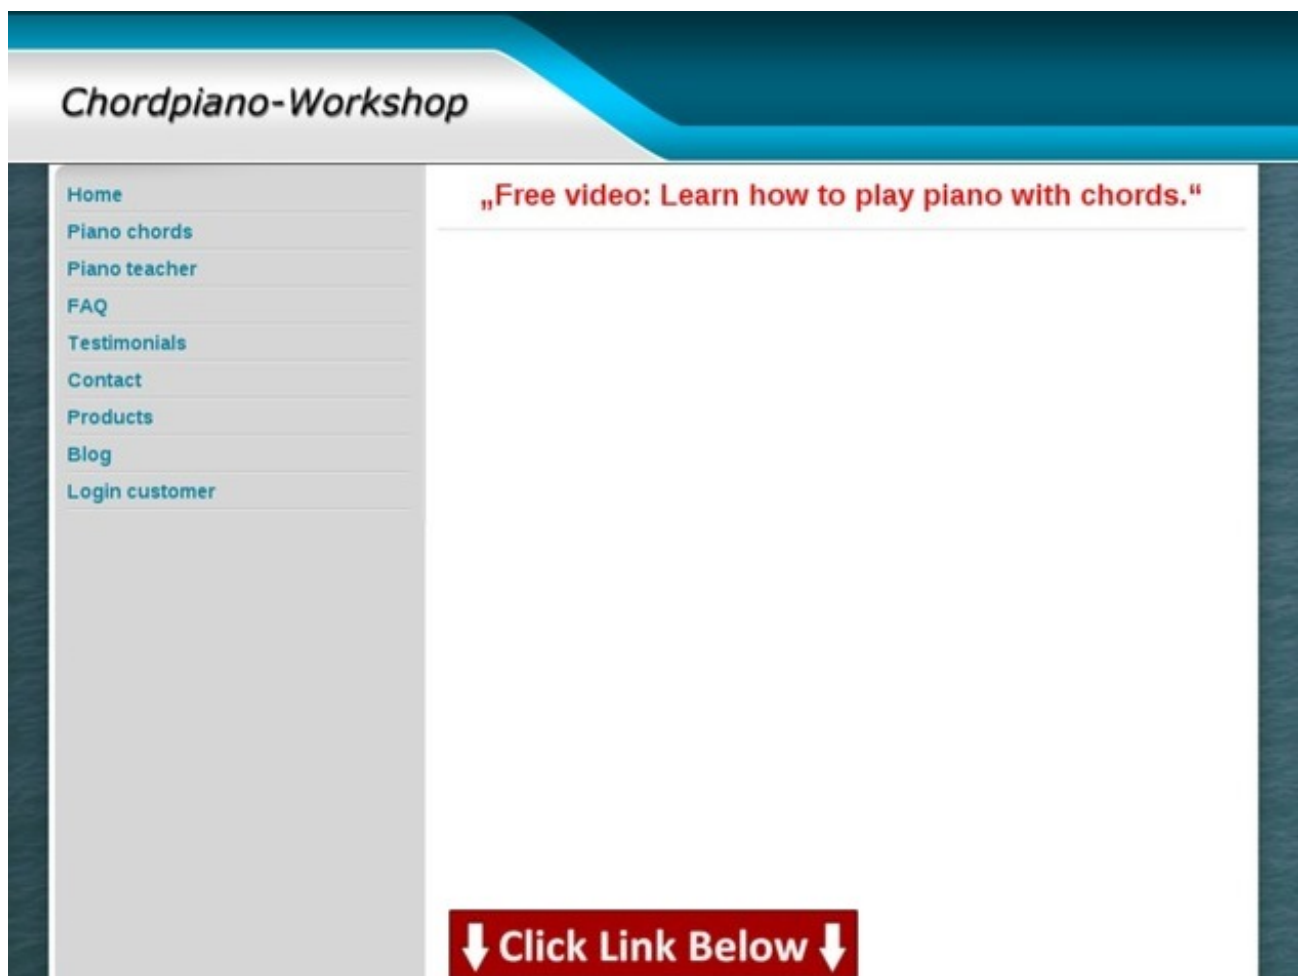 Chordpiano-Workshop
Home
Piano chords
Piano teacher
FAQ
Testimonials
Contact
Products
Blog
Login customer
„Free video: Learn how to play piano with chords.“
Click Link Below